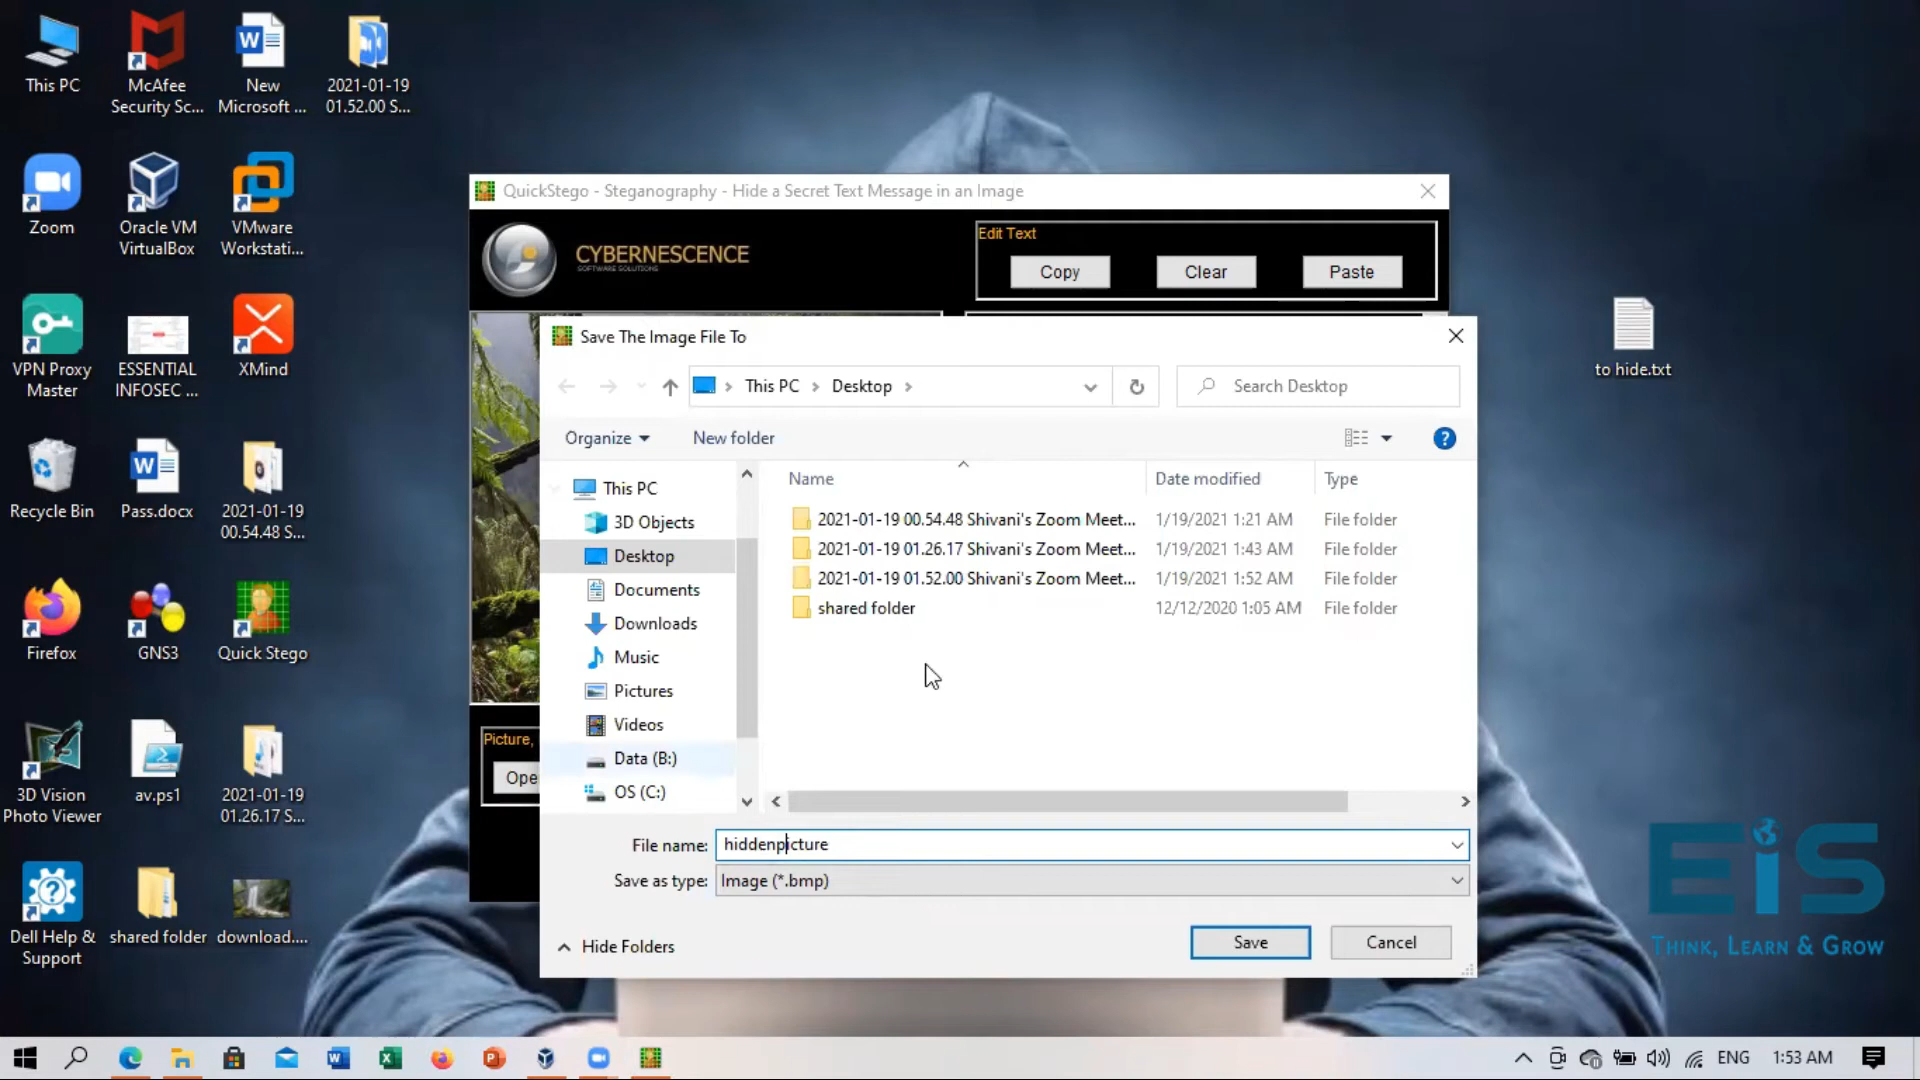 This PC
McAfee
Security Sc...
New
Microsoft ...
2021-01-19
01.52.00 S...
Zoom
Oracle VM
VirtualBox
VMware
Workstati...
VPN Proxy
Master
ESSENTIAL
INFOSEC ...
XMind
Recycle Bin
Pass.docx
2021-01-19
00.54.48 S...
Firefox
GNS3
Quick Stego
3D Vision
Photo Viewer
av.ps1
2021-01-19
01.26.17 S...
Dell Help &
Support
shared folder
download....
to hide.txt
QuickStego - Steganography - Hide a Secret Text Message in an Image
CYBERNESCENCE
SOFTWARE SOLUTIONS
Edit Text
Copy
Clear
Paste
Picture,
Ope
Save The Image File To
This PC > Desktop >
Search Desktop
Organize
New folder
Name
Date modified
Type
This PC
3D Objects
Desktop
Documents
Downloads
Music
Pictures
Videos
Data (B:)
OS (C:)
2021-01-19 00.54.48 Shivani's Zoom Meet... 1/19/2021 1:21 AM File folder
2021-01-19 01.26.17 Shivani's Zoom Meet... 1/19/2021 1:43 AM File folder
2021-01-19 01.52.00 Shivani's Zoom Meet... 1/19/2021 1:52 AM File folder
shared folder 12/12/2020 1:05 AM File folder
File name: hiddenpicture
Save as type: Image (*.bmp)
Hide Folders
Save
Cancel
EiS
THINK, LEARN & GROW
ENG
1:53 AM